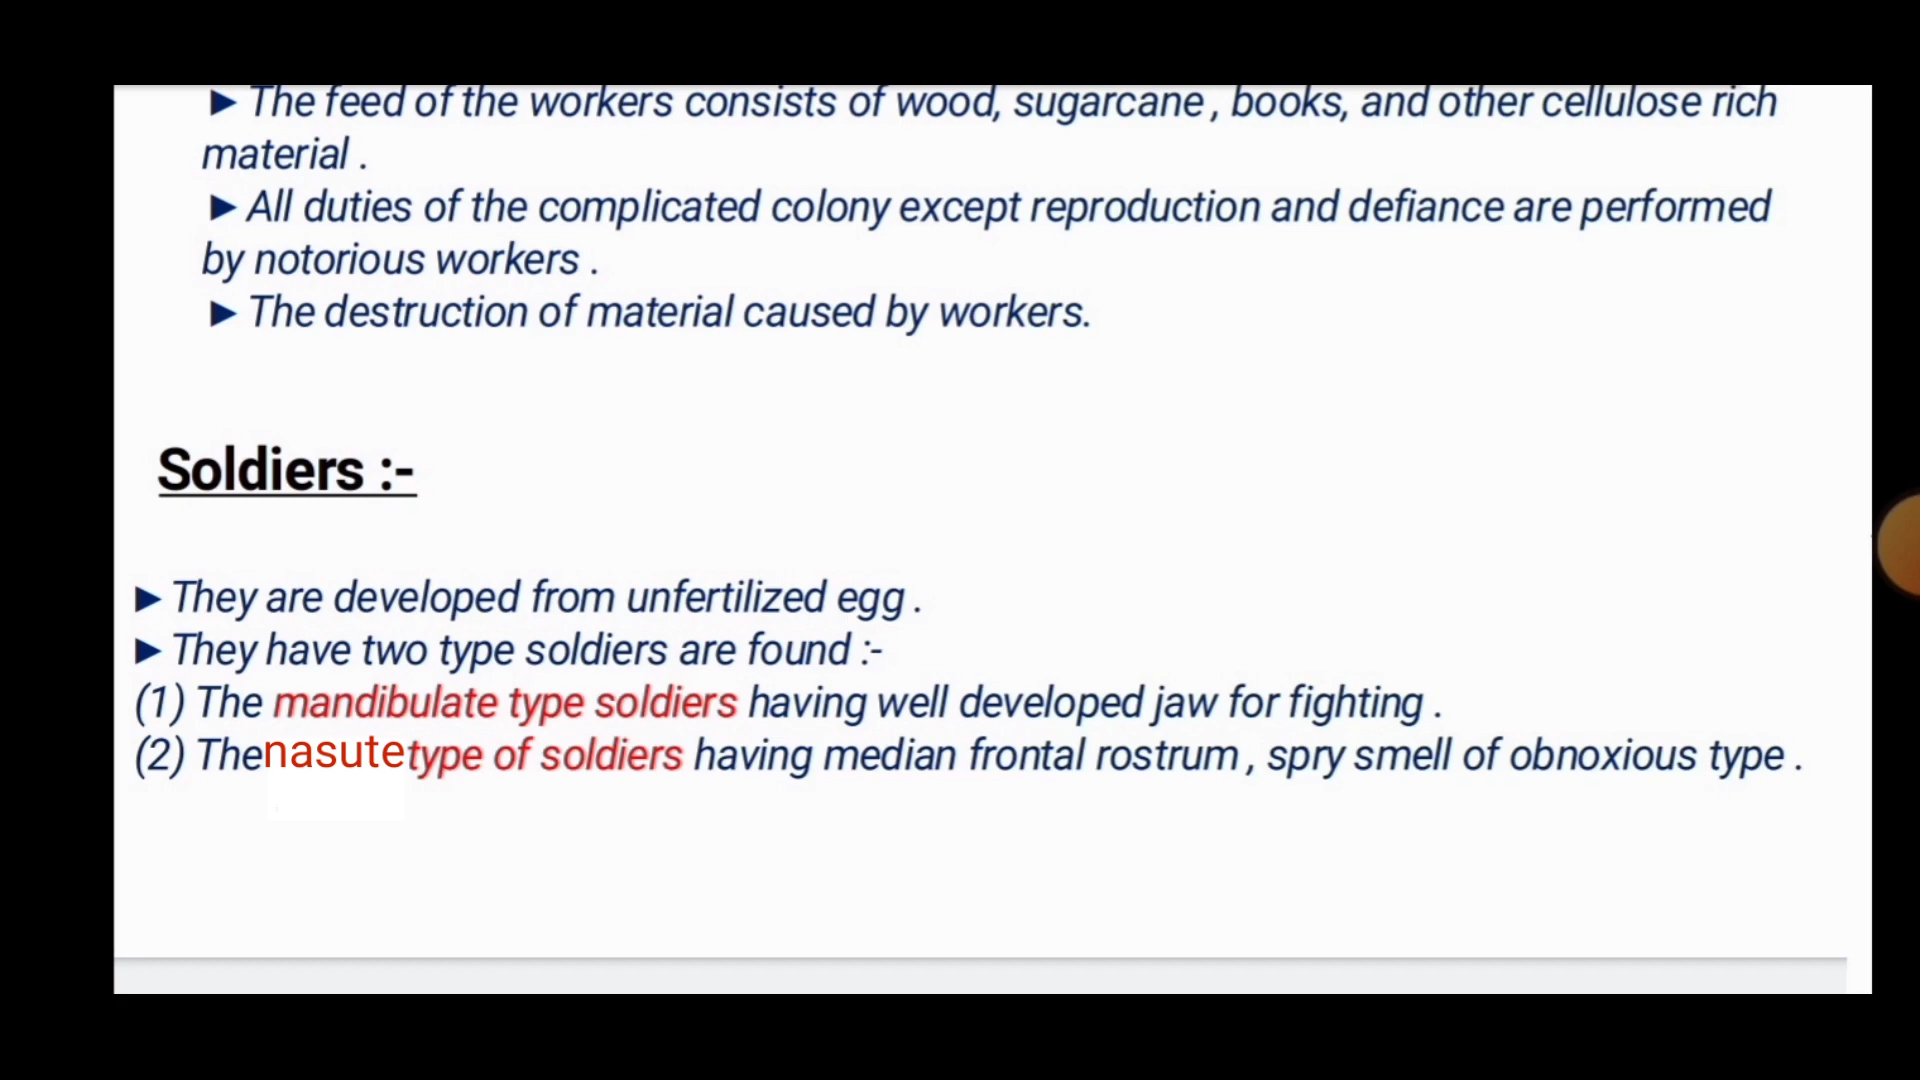 ► The feed of the workers consists of wood, sugarcane , books, and other cellulose rich
material .
► All duties of the complicated colony except reproduction and defiance are performed
by notorious workers .
► The destruction of material caused by workers.
Soldiers :-
► They are developed from unfertilized egg .
► They have two type soldiers are found :-
(1) The mandibulate type soldiers having well developed jaw for fighting .
(2) The nasute type of soldiers having median frontal rostrum , spry smell of obnoxious type .